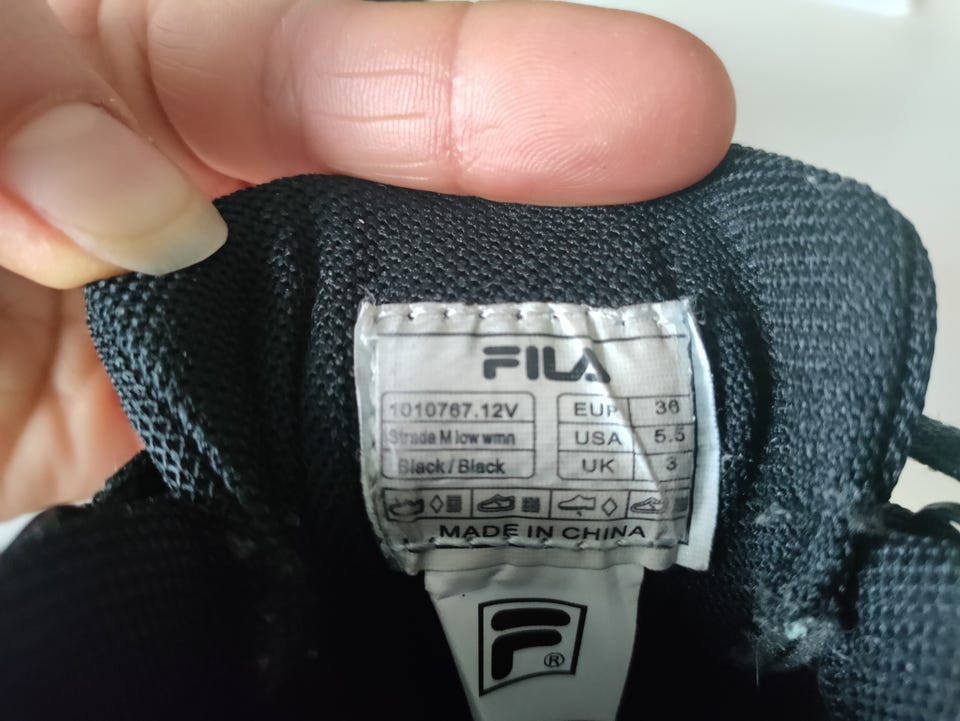 FILA
1010767.12V
Strada M low wmn
Black/Black
EUR 36
USA 5.5
UK 3
MADE IN CHINA
F ®